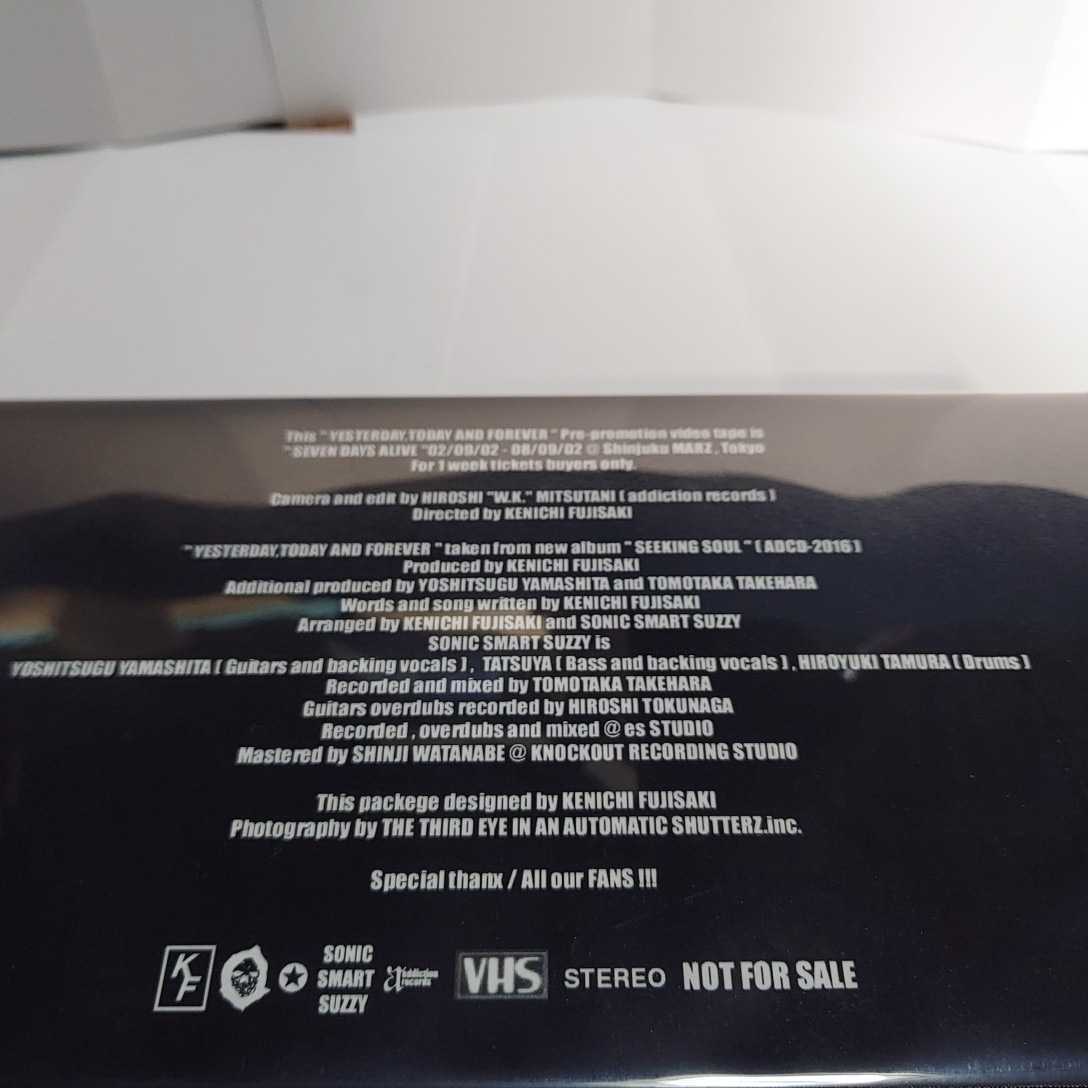 This " YESTERDAY,TODAY AND FOREVER " Pre-promotion video tape is
"SEVEN DAYS ALIVE "02/09/02 - 08/09/02 @ Shinjuku MARZ , Tokyo
For 1 week tickets buyers only.
Camera and edit by HIROSHI "W.K." MITSUTANI ( addiction records )
Directed by KENICHI FUJISAKI
" YESTERDAY,TODAY AND FOREVER " taken from new album " SEEKING SOUL " ( ADCD-2016 )
Produced by KENICHI FUJISAKI
Additional produced by YOSHITSUGU YAMASHITA and TOMOTAKA TAKEHARA
Words and song written by KENICHI FUJISAKI
Arranged by KENICHI FUJISAKI and SONIC SMART SUZZY
SONIC SMART SUZZY is
YOSHITSUGU YAMASHITA ( Guitars and backing vocals ) , TATSUYA ( Bass and backing vocals ) , HIROYUKI TAMURA ( Drums )
Recorded and mixed by TOMOTAKA TAKEHARA
Guitars overdubs recorded by HIROSHI TOKUNAGA
Recorded , overdubs and mixed @ es STUDIO
Mastered by SHINJI WATANABE @ KNOCKOUT RECORDING STUDIO
This packege designed by KENICHI FUJISAKI
Photography by THE THIRD EYE IN AN AUTOMATIC SHUTTERZ.inc.
Special thanx / All our FANS !!!
KF
SONIC
SMART
SUZZY
addiction
records
VHS STEREO NOT FOR SALE